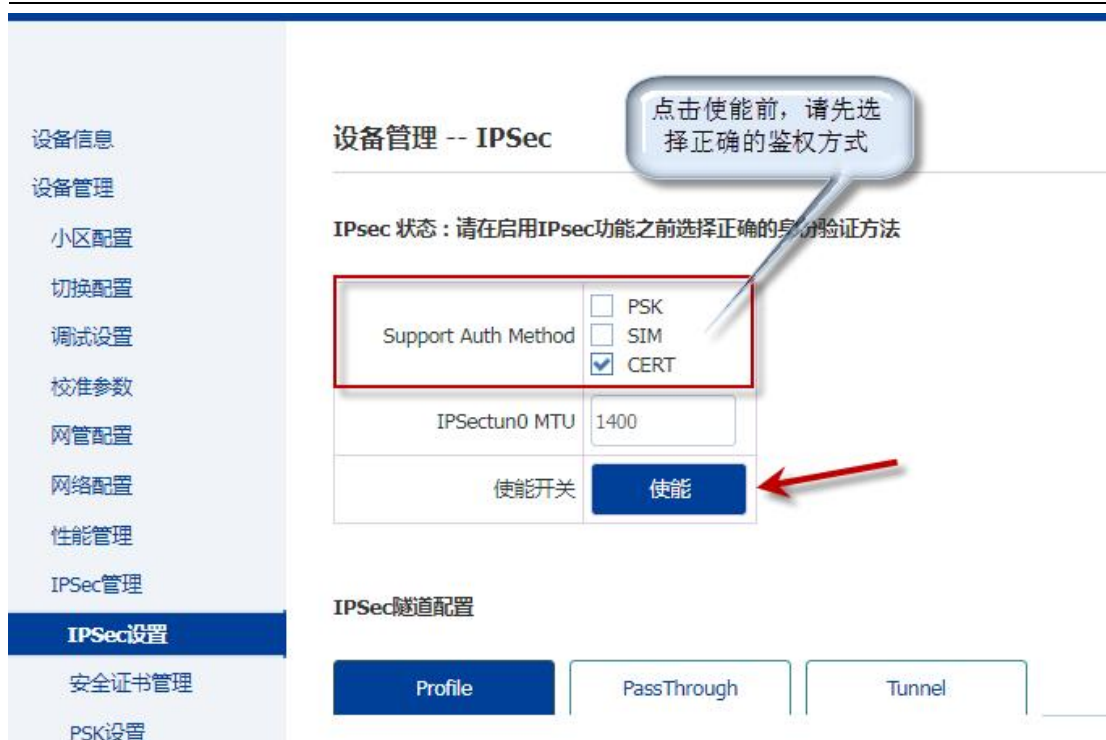 设备信息
设备管理
小区配置
切换配置
调试设置
校准参数
网管配置
网络配置
性能管理
IPSec管理
IPSec设置
安全证书管理
PSK设置
设备管理 -- IPSec
点击使能前，请先选
择正确的鉴权方式
IPsec 状态：请在启用IPsec功能之前选择正确的身份验证方法
Support Auth Method
PSK
SIM
CERT
IPSectun0 MTU
1400
使能开关
使能
IPSec隧道配置
Profile
PassThrough
Tunnel